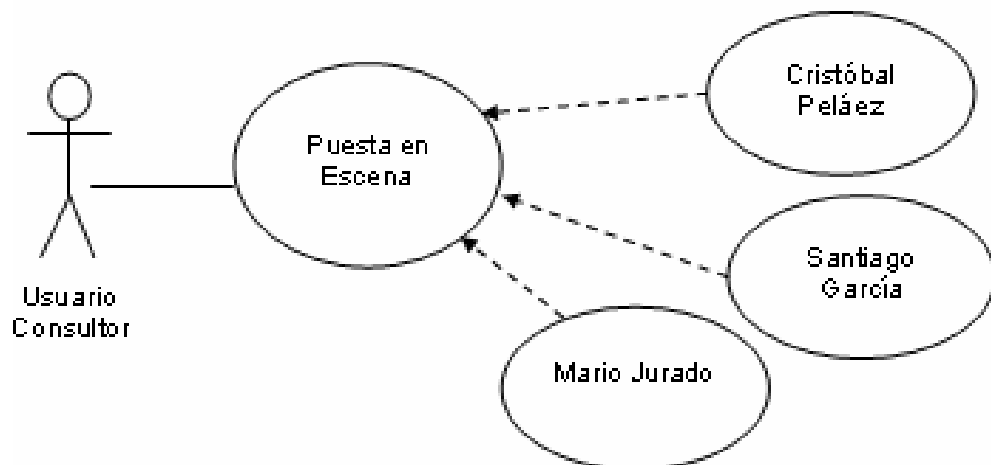 Cristóbal
Peláez
Puesta en
Escena
Santiago
García
Usuario
Consultor
Mario Jurado